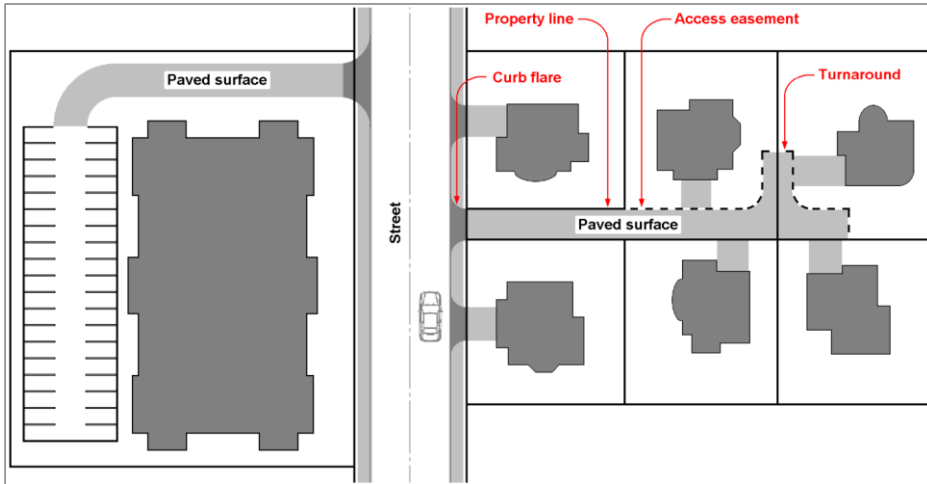 Property line
Access easement
Paved surface
Curb flare
Turnaround
Street
Paved surface